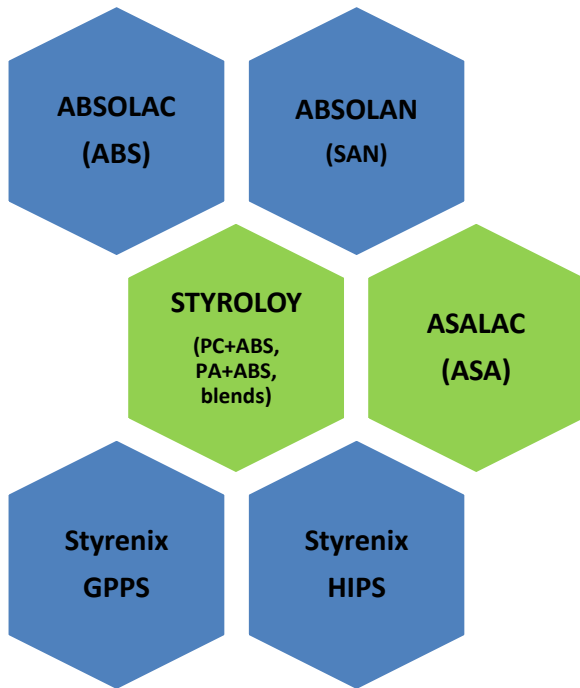 ABSOLAC
(ABS)
ABSOLAN
(SAN)
STYROLOY
(PC+ABS,
PA+ABS,
blends)
ASALAC
(ASA)
Styrenix
GPPS
Styrenix
HIPS